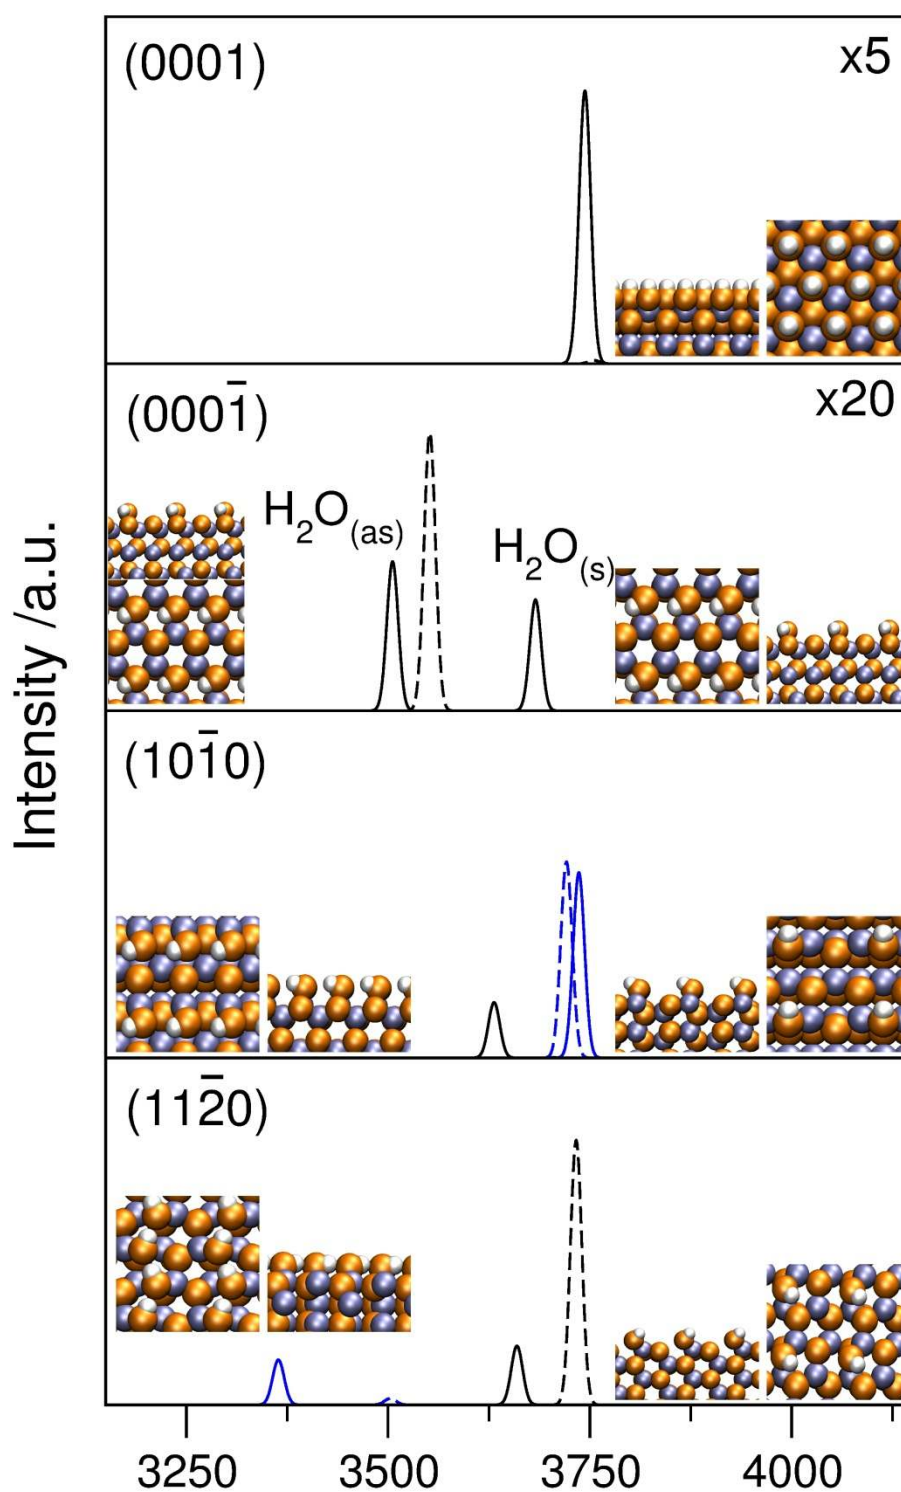 (0001)
x5
(0001̄)
x20
H₂O(as)
H₂O(s)
Intensity /a.u.
(101̄0)
(112̄0)
3250
3500
3750
4000